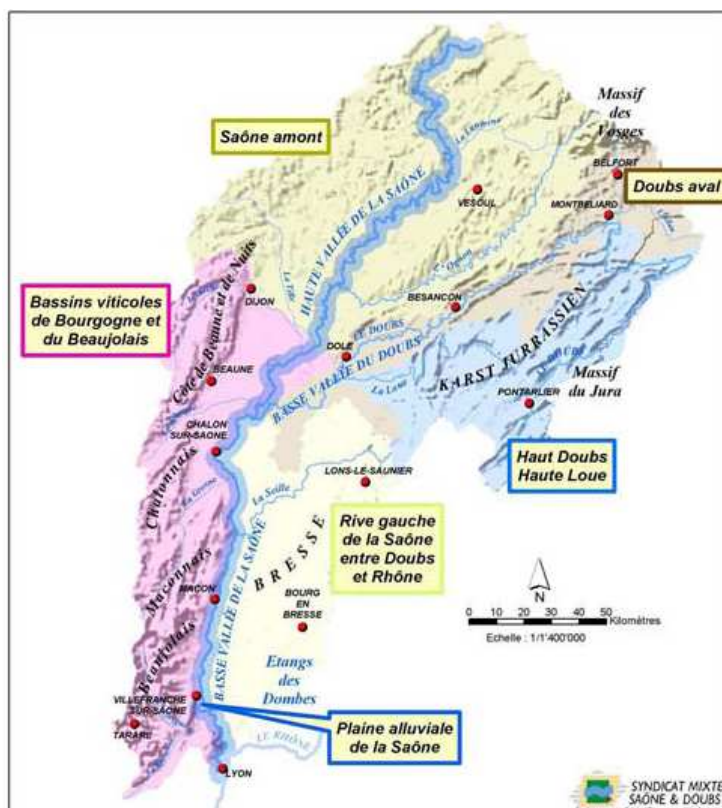 Massif
des
Vosges
Saône amont
La Lanterne
BELFORT
Doubs aval
VESOUL
MONTBELIARD
HAUTE VALLÉE DE LA SAÔNE
L'Ognon
Côte de Beaune et de Nuits
La Tille
Bassins viticoles
de Bourgogne et
du Beaujolais
DIJON
BESANCON
LE DOUBS
DOLE
BASSE VALLÉE DU DOUBS
KARST JURRASSIEN
BEAUNE
La Loue
Massif
du Jura
PONTARLIER
CHALON
SUR-SAONE
Haut Doubs
Haute Loue
LONS-LE-SAUNIER
La Seille
Rive gauche
de la Saône
entre Doubs
et Rhône
BRESSE
N
Maconnais
MACON
BASSE VALLÉE DE LA SAÔNE
BOURG
EN
BRESSE
0 10 20 30 40 50
Kilomètres
Echelle : 1/1'400'000
Beaujolais
Etangs
des
Dombes
VILLEFRANCHE
SUR-SAONE
TARARE
Plaine alluviale
de la Saône
LE RHÔNE
LYON
SYNDICAT MIXTE
SAÔNE & DOUBS